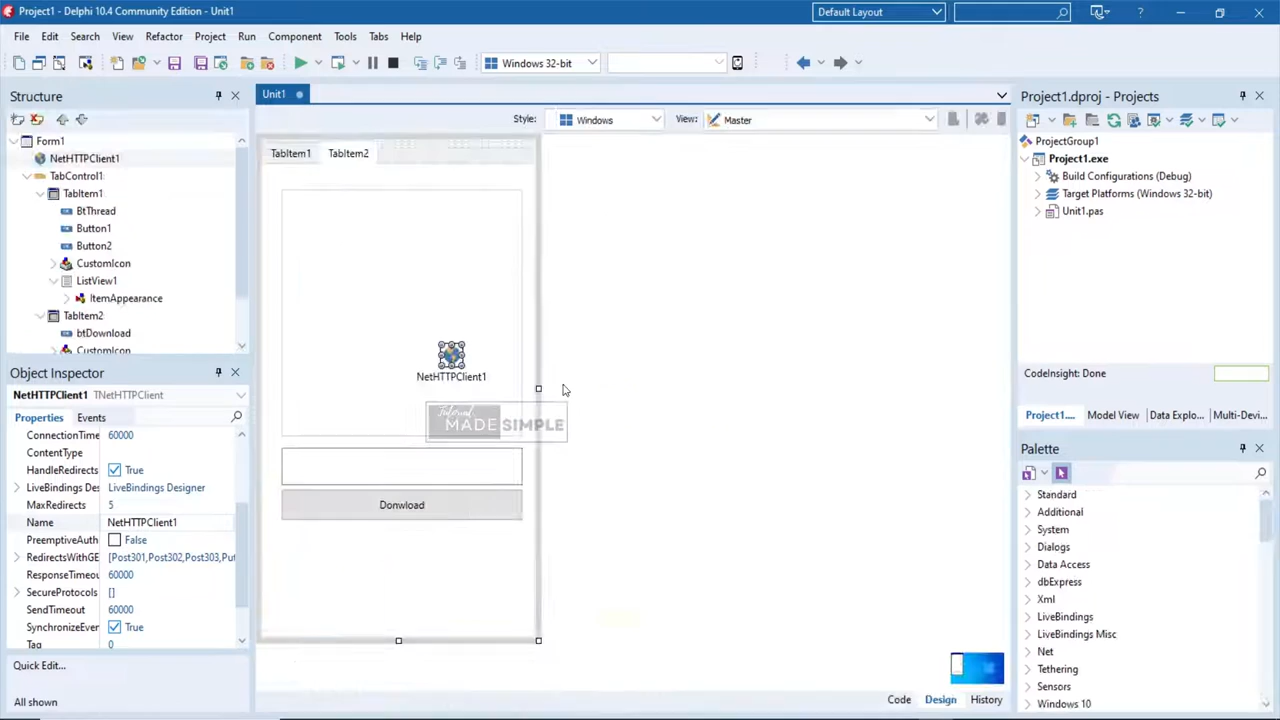 Project1 - Delphi 10.4 Community Edition - Unit1
Default Layout
File Edit Search View Refactor Project Run Component Tools Tabs Help
Windows 32-bit
Structure
Form1
NetHTTPClient1
TabControl1
TabItem1
BtThread
Button1
Button2
CustomIcon
ListView1
ItemAppearance
TabItem2
btDownload
CustomIcon
Object Inspector
NetHTTPClient1 TNetHTTPClient
Properties Events
ConnectionTime 60000
ContentType
HandleRedirects True
LiveBindings De: LiveBindings Designer
MaxRedirects 5
Name NetHTTPClient1
PreemptiveAuth False
RedirectsWithGE [Post301,Post302,Post303,Put
ResponseTimeou 60000
SecureProtocols []
SendTimeout 60000
SynchronizeEver True
Tag 0
Quick Edit...
All shown
Unit1
Style: Windows View: Master
TabItem1 TabItem2
NetHTTPClient1
Tutorial
MADE SIMPLE
Donwload
Code Design History
Project1.dproj - Projects
ProjectGroup1
Project1.exe
Build Configurations (Debug)
Target Platforms (Windows 32-bit)
Unit1.pas
CodeInsight: Done
Project1.... Model View Data Explo... Multi-Devi...
Palette
Standard
Additional
System
Dialogs
Data Access
dbExpress
Xml
LiveBindings
LiveBindings Misc
Net
Tethering
Sensors
Windows 10